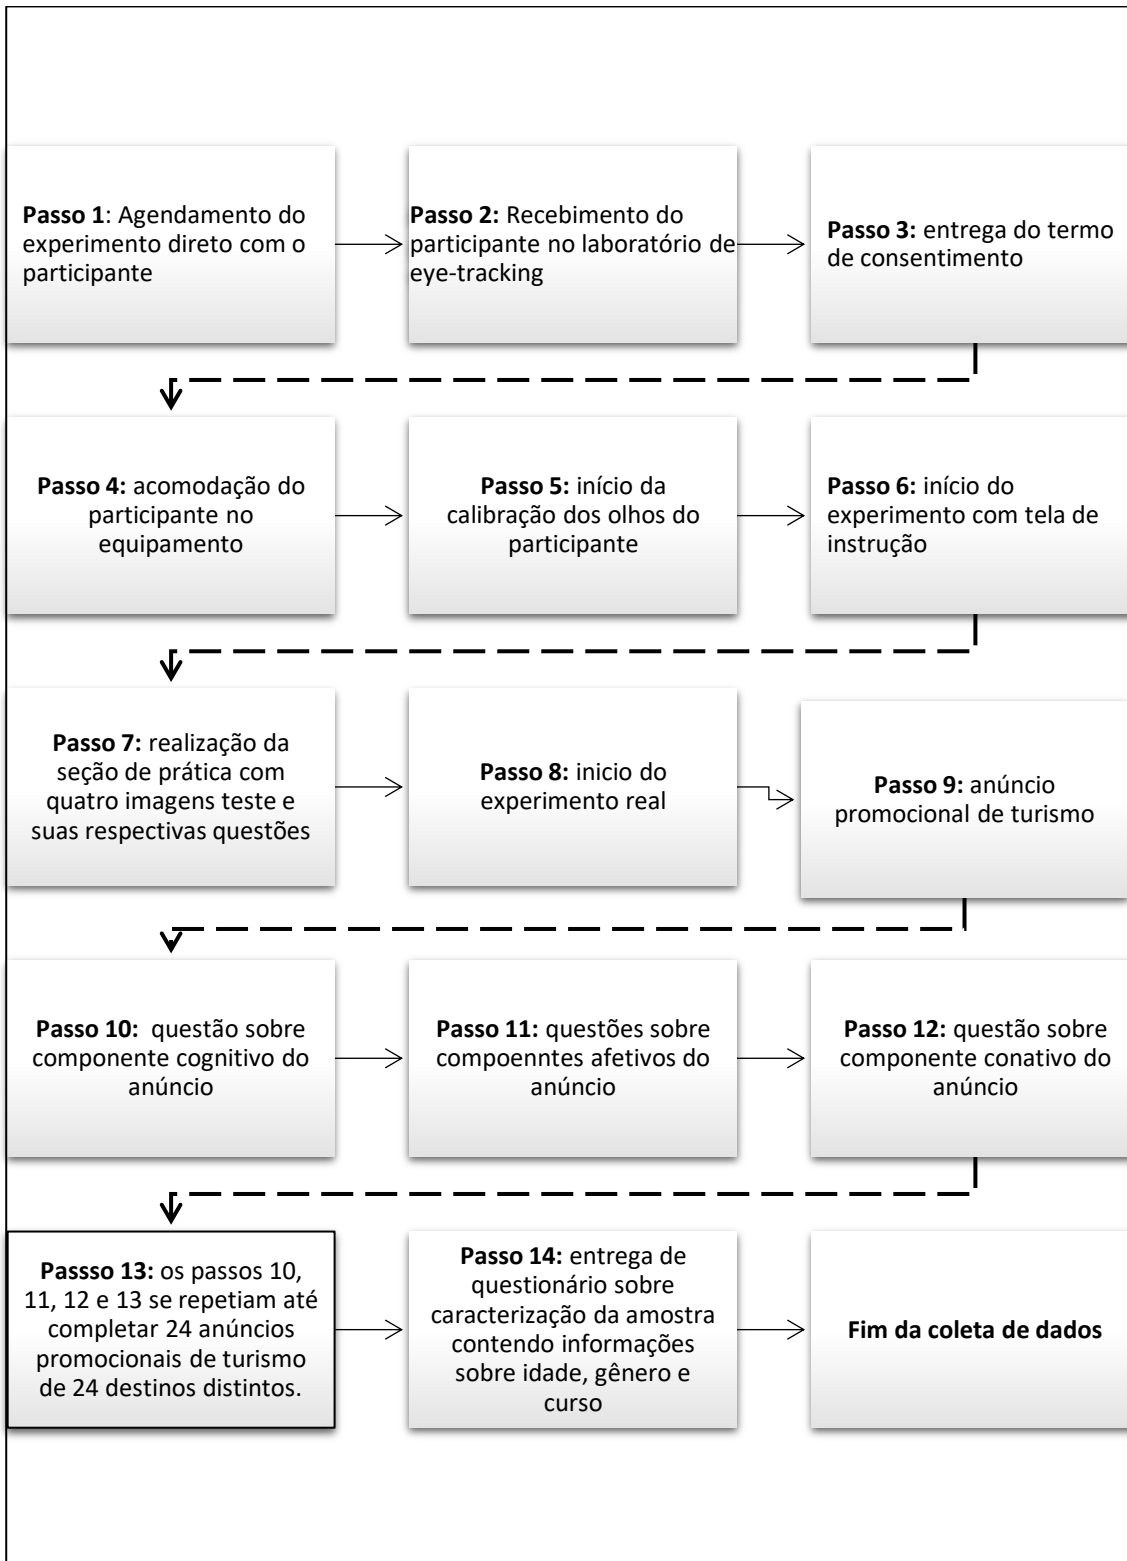 Passo 1: Agendamento do
experimento direto com o
participante
Passo 2: Recebimento do
participante no laboratório de
eye-tracking
Passo 3: entrega do termo
de consentimento
Passo 4: acomodação do
participante no
equipamento
Passo 5: início da
calibração dos olhos do
participante
Passo 6: início do
experimento com tela de
instrução
Passo 7: realização da
seção de prática com
quatro imagens teste e
suas respectivas questões
Passo 8: inicio do
experimento real
Passo 9: anúncio
promocional de turismo
Passo 10:  questão sobre
componente cognitivo do
anúncio
Passo 11: questões sobre
compoenntes afetivos do
anúncio
Passo 12: questão sobre
componente conativo do
anúncio
Passso 13: os passos 10,
11, 12 e 13 se repetiam até
completar 24 anúncios
promocionais de turismo
de 24 destinos distintos.
Passo 14: entrega de
questionário sobre
caracterização da amostra
contendo informações
sobre idade, gênero e
curso
Fim da coleta de dados